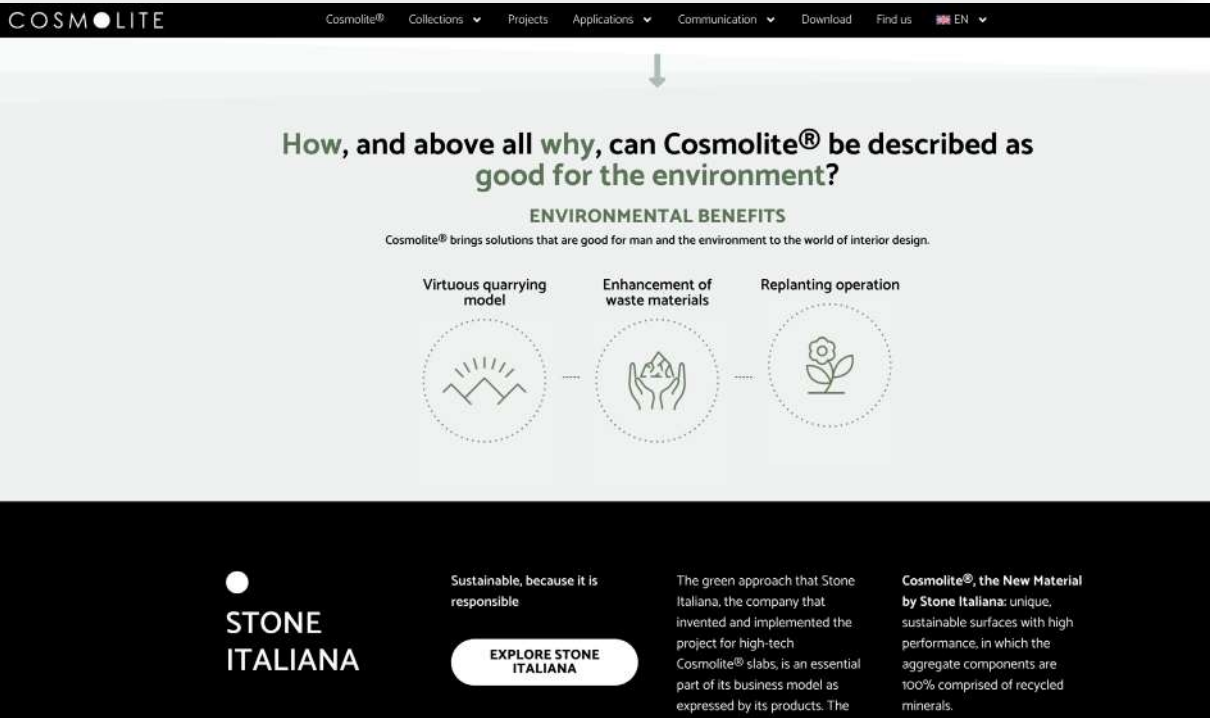 COSMOLITE
Cosmolite® Collections Projects Applications Communication Download Find us EN
How, and above all why, can Cosmolite® be described as
good for the environment?
ENVIRONMENTAL BENEFITS
Cosmolite® brings solutions that are good for man and the environment to the world of interior design.
Virtuous quarrying
model
Enhancement of
waste materials
Replanting operation
STONE
ITALIANA
Sustainable, because it is
responsible
EXPLORE STONE
ITALIANA
The green approach that Stone
Italiana, the company that
invented and implemented the
project for high-tech
Cosmolite® slabs, is an essential
part of its business model as
expressed by its products. The
Cosmolite®, the New Material
by Stone Italiana: unique,
sustainable surfaces with high
performance, in which the
aggregate components are
100% comprised of recycled
minerals.